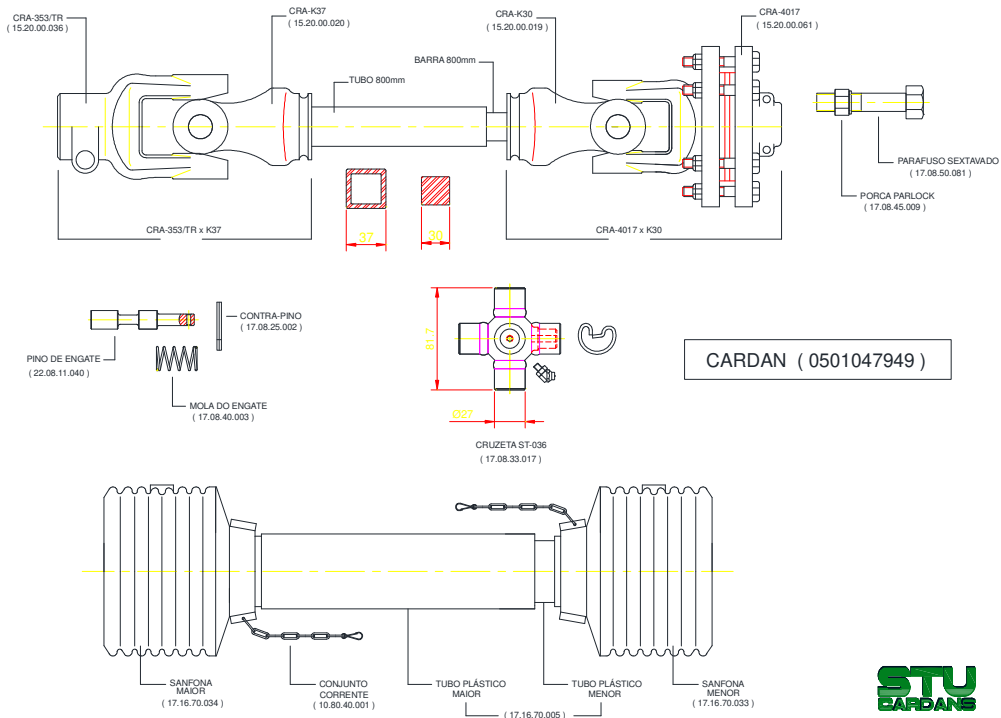 CRA-353/TR
( 15.20.00.036 )
CRA-K37
( 15.20.00.020 )
TUBO 800mm
BARRA 800mm
CRA-K30
( 15.20.00.019 )
CRA-4017
( 15.20.00.061 )
PARAFUSO SEXTAVADO
( 17.08.50.081 )
PORCA PARLOCK
( 17.08.45.009 )
CRA-353/TR x K37
37
30
CRA-4017 x K30
CONTRA-PINO
( 17.08.25.002 )
PINO DE ENGATE
( 22.08.11.040 )
MOLA DO ENGATE
( 17.08.40.003 )
81.7
Ø27
CRUZETA ST-036
( 17.08.33.017 )
CARDAN ( 0501047949 )
SANFONA
MAIOR
( 17.16.70.034 )
CONJUNTO
CORRENTE
( 10.80.40.001 )
TUBO PLÁSTICO
MAIOR
TUBO PLÁSTICO
MENOR
( 17.16.70.005 )
SANFONA
MENOR
( 17.16.70.033 )
STU
CARDANS